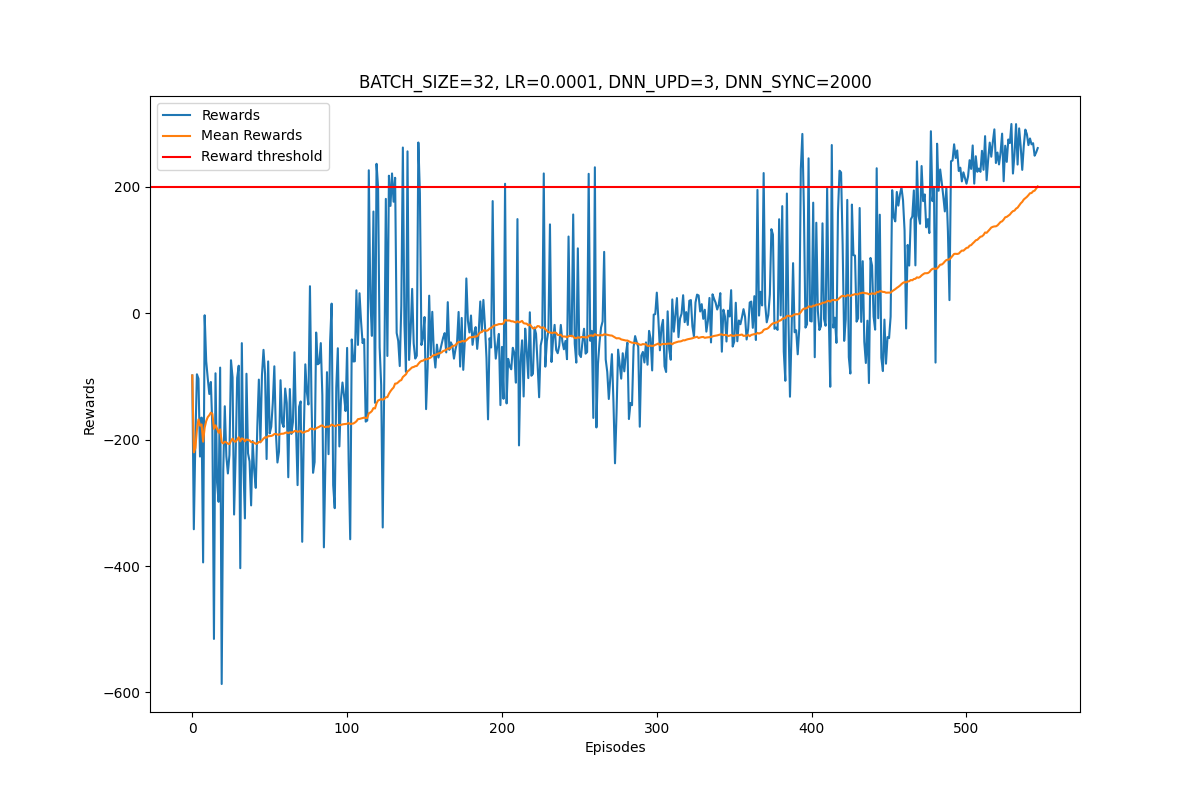 BATCH_SIZE=32, LR=0.0001, DNN_UPD=3, DNN_SYNC=2000
Rewards
Mean Rewards
Reward threshold
200
0
−200
−400
−600
Rewards
0
100
200
300
400
500
Episodes